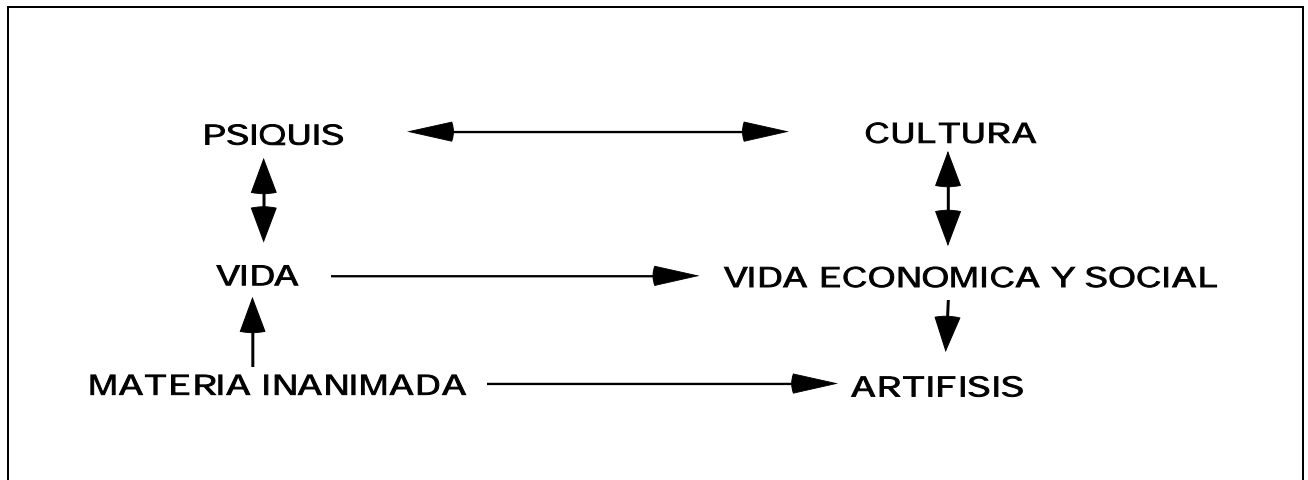 PSIQUIS CULTURA
VIDA VIDA ECONOMICA Y SOCIAL
MATERIA INANIMADA ARTIFISIS